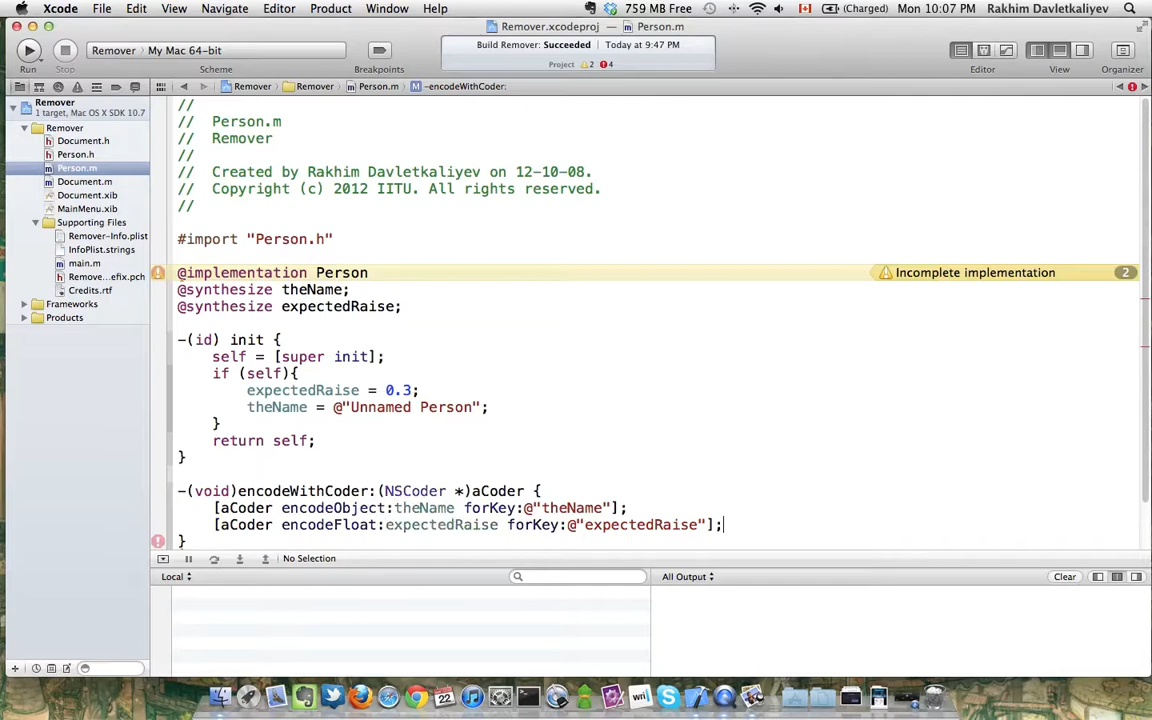 Xcode File Edit View Navigate Editor Product Window Help 759 MB Free (Charged) Mon 10:07 PM Rakhim Davletkaliyev
Remover.xcodeproj — Person.m
Remover My Mac 64-bit
Build Remover: Succeeded Today at 9:47 PM
Project 2 4
Run Stop Scheme Breakpoints Editor View Organizer
Remover Remover Person.m M -encodeWithCoder:
Remover
1 target, Mac OS X SDK 10.7
Remover
Document.h
Person.h
Person.m
Document.m
Document.xib
MainMenu.xib
Supporting Files
Remover-Info.plist
InfoPlist.strings
main.m
Remove...efix.pch
Credits.rtf
Frameworks
Products
//
// Person.m
// Remover
//
// Created by Rakhim Davletkaliyev on 12-10-08.
// Copyright (c) 2012 IITU. All rights reserved.
//
#import "Person.h"
@implementation Person Incomplete implementation 2
@synthesize theName;
@synthesize expectedRaise;
-(id) init {
self = [super init];
if (self){
expectedRaise = 0.3;
theName = @"Unnamed Person";
}
return self;
}
-(void)encodeWithCoder:(NSCoder *)aCoder {
[aCoder encodeObject:theName forKey:@"theName"];
[aCoder encodeFloat:expectedRaise forKey:@"expectedRaise"];
}
No Selection
Local All Output Clear
22 wri